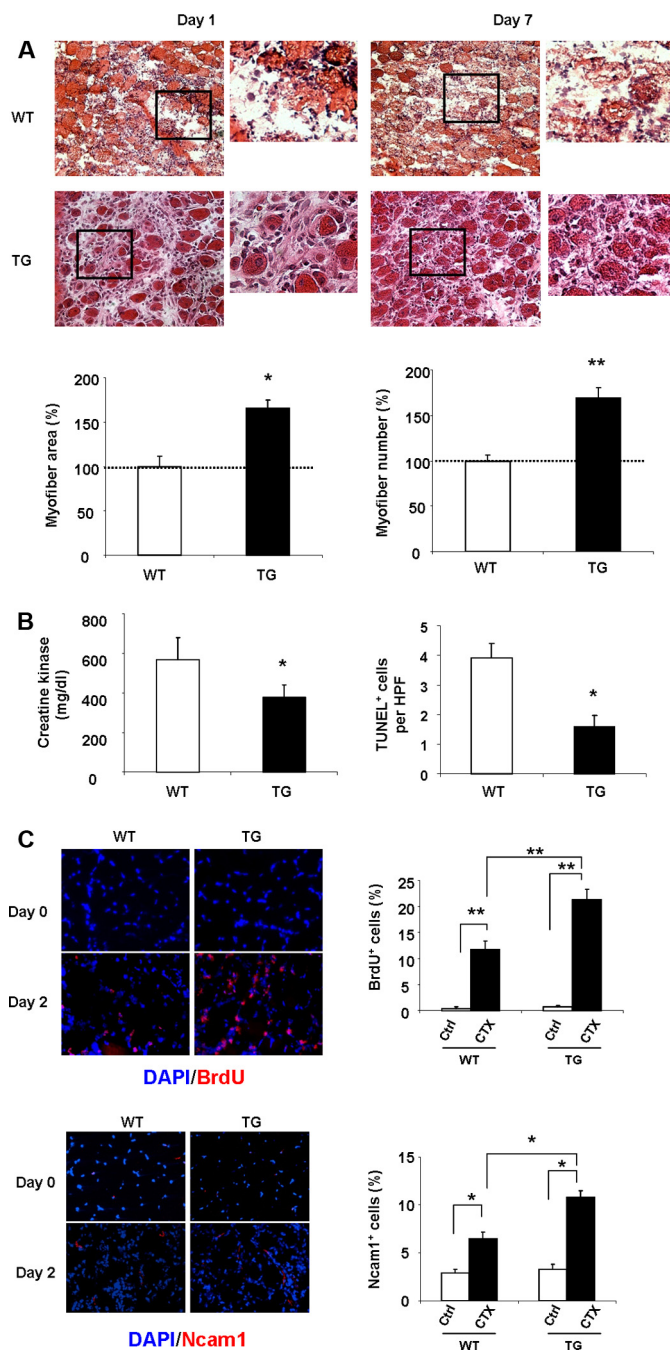 Day 1 Day 7
A
WT
TG
200
150
100
50
0
Myofiber area (%)
*
WT TG
200
150
100
50
0
Myofiber number (%)
**
WT TG
B
800
600
400
200
0
Creatine kinase
(mg/dl)
*
WT TG
5
4
3
2
1
0
TUNEL⁺ cells
per HPF
*
WT TG
C
WT TG
Day 0
Day 2
DAPI/BrdU
25
20
15
10
5
0
BrdU⁺ cells (%)
**
** **
Ctrl CTX Ctrl CTX
WT TG
WT TG
Day 0
Day 2
DAPI/Ncam1
15
10
5
0
Ncam1⁺ cells (%)
*
* *
Ctrl CTX Ctrl CTX
WT TG